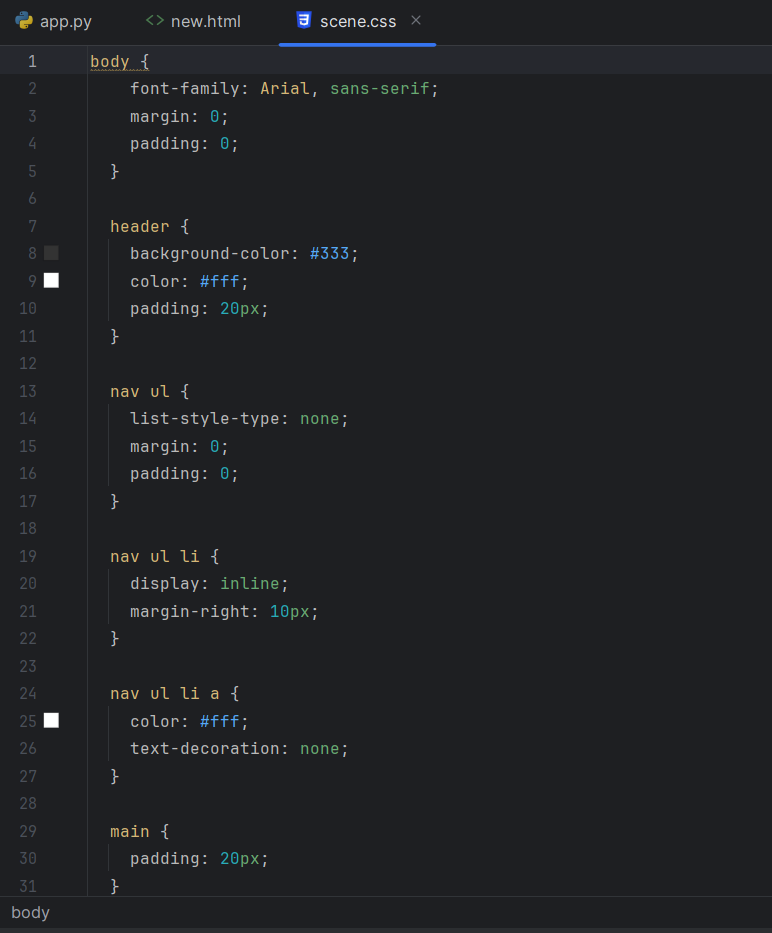 app.py new.html scene.css ×
1 body {
2 font-family: Arial, sans-serif;
3 margin: 0;
4 padding: 0;
5 }
6
7 header {
8 background-color: #333;
9 color: #fff;
10 padding: 20px;
11 }
12
13 nav ul {
14 list-style-type: none;
15 margin: 0;
16 padding: 0;
17 }
18
19 nav ul li {
20 display: inline;
21 margin-right: 10px;
22 }
23
24 nav ul li a {
25 color: #fff;
26 text-decoration: none;
27 }
28
29 main {
30 padding: 20px;
31 }
body